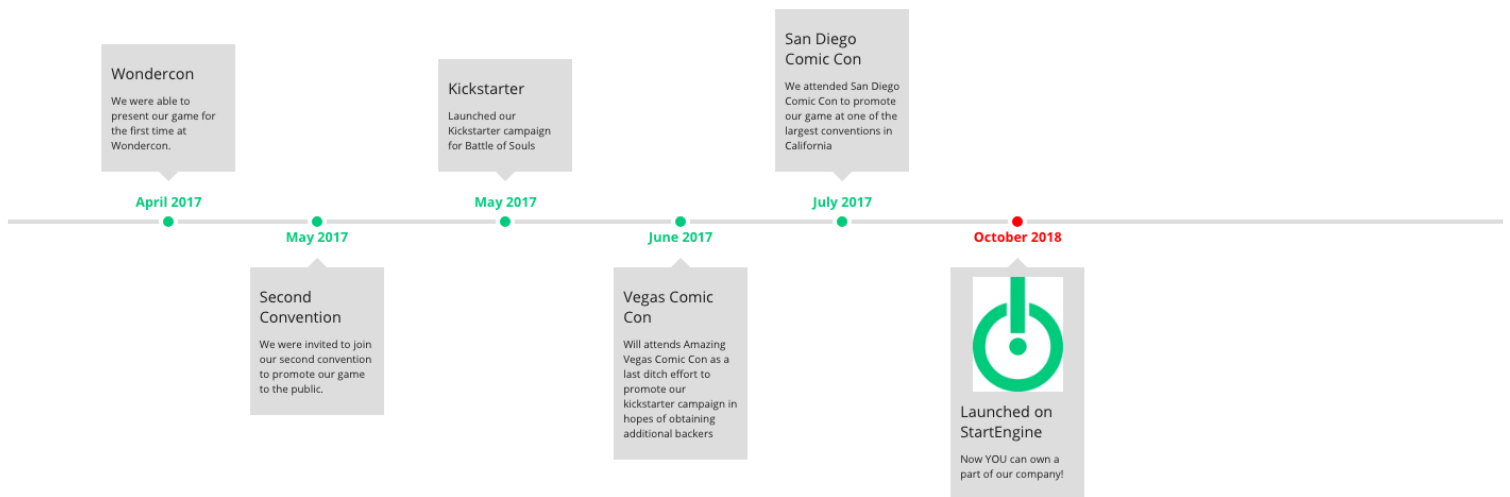 Wondercon
We were able to
present our game for
the first time at
Wondercon.
April 2017
May 2017
Second
Convention
We were invited to join
our second convention
to promote our game
to the public.
Kickstarter
Launched our
Kickstarter campaign
for Battle of Souls
May 2017
June 2017
Vegas Comic
Con
Will attends Amazing
Vegas Comic Con as a
last ditch effort to
promote our
kickstarter campaign in
hopes of obtaining
additional backers
San Diego
Comic Con
We attended San Diego
Comic Con to promote
our game at one of the
largest conventions in
California
July 2017
October 2018
Launched on
StartEngine
Now YOU can own a
part of our company!